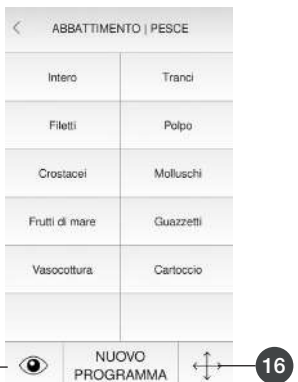 < ABBATTIMENTO | PESCE
Intero Tranci
Filetti Polpo
Crostacei Molluschi
Frutti di mare Guazzetti
Vasocottura Cartoccio
NUOVO
PROGRAMMA
16